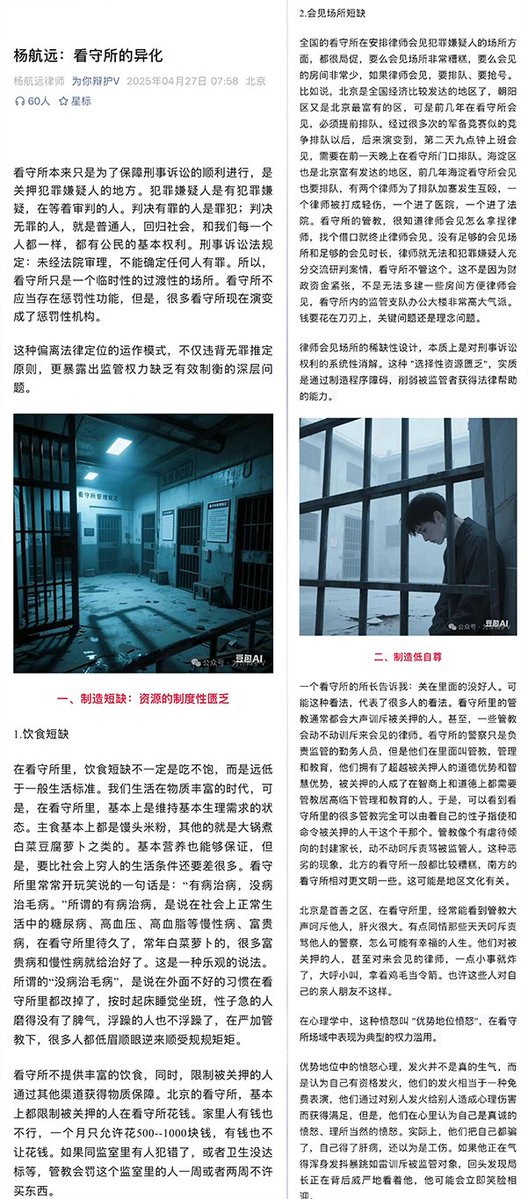 杨航远：看守所的异化
杨航远律师 为你辩护V 2025年04月27日 07:58 北京
60人 星标
看守所本来只是为了保障刑事诉讼的顺利进行，是
关押犯罪嫌疑人的地方。犯罪嫌疑人是有犯罪嫌
疑，在等着审判的人。判决有罪的人是罪犯；判决
无罪的人，就是普通人，回归社会，和我们每一个
人都一样，都有公民的基本权利。刑事诉讼法规
定：未经法院审理，不能确定任何人有罪。所以，
看守所只是一个临时性的过渡性的场所。看守所不
应当存在惩罚性功能，但是，很多看守所现在演变
成了惩罚性机构。
这种偏离法律定位的运作模式，不仅违背无罪推定
原则，更暴露出监管权力缺乏有效制衡的深层问
题。
看守所管理规定
公众号·为你辩护V
豆包AI
一、制造短缺：资源的制度性匮乏
1.饮食短缺
在看守所里，饮食短缺不一定是吃不饱，而是远低
于一般生活标准。我们生活在物质丰富的时代，可
是，在看守所里，基本上是维持基本生理需求的状
态。主食基本上都是馒头米粉，其他的就是大锅煮
白菜豆腐萝卜之类的。基本营养也能够保证，但
是，要比社会上穷人的生活条件还要差很多。看守
所里常常开玩笑说的一句话是：“有病治病，没病
治毛病。”所谓的有病治病，是说在社会上正常生
活中的糖尿病、高血压、高血脂等慢性病、富贵
病，在看守所里待久了，常年白菜萝卜的，很多富
贵病和慢性病就给治好了。这是一种乐观的说法。
所谓的“没病治毛病”，是说在外面不好的习惯在看
守所里都改掉了，按时起床睡觉坐班，性子急的人
磨得没有了脾气，浮躁的人也不浮躁了，在严加管
教下，很多人都低眉顺眼逆来顺受规规矩矩。
看守所不提供丰富的饮食，同时，限制被关押的人
通过其他渠道获得物质保障。北京的看守所，基本
上都限制被关押的人在看守所花钱。家里人有钱也
不行，一个月只允许花500--1000块钱，有钱也不
让花钱。如果同监室里有人犯错了，或者卫生没达
标等，管教会罚这个监室里的人一周或者两周不许
买东西。
2.会见场所短缺
全国的看守所在安排律师会见犯罪嫌疑人的场所方
面，都很局促，要么会见场所非常糟糕，要么会见
的房间非常少，如果律师会见，要排队、要抢号。
比如说，北京是全国经济比较发达的地区了，朝阳
区又是北京最富有的区，可是前几年在看守所会
见，必须提前排队。经过很多次的军备竞赛似的竞
争排队以后，后来演变到，第二天九点钟上班会
见，需要在前一天晚上在看守所门口排队。海淀区
也是北京富有发达的地区，前几年海淀看守所会见
也要排队，有两个律师为了排队加塞发生互殴，一
个律师被打成轻伤，一个进了医院，一个进了法
院。看守所的管教，很知道律师会见怎么拿捏律
师，找个借口就终止律师会见。没有足够的会见场
所和足够的会见时长，律师就无法和犯罪嫌疑人充
分交流研判案情，看守所不管这个。这不是因为财
政资金紧张，不是无法多建一些房间方便律师会
见，看守所内的监管支队办公大楼非常高大气派。
钱要花在刀刃上，关键问题还是理念问题。
律师会见场所的稀缺性设计，本质上是对刑事诉讼
权利的系统性消解。这种 "选择性资源匮乏"，实质
是通过制造程序障碍，削弱被监管者获得法律帮助
的能力。
公众号·为你辩护V
豆包AI
二、制造低自尊
一个看守所的所长告诉我：关在里面的没好人。可
能这种看法，代表了很多人的看法。看守所里的管
教通常都会大声训斥被关押的人。甚至，一些管教
会动不动训斥来会见的律师。看守所的警察只是负
责监管的勤务人员，但是他们在里面叫管教，管理
和教育，他们拥有了超越被关押人的道德优势和智
慧优势，被关押的人成了在智商上和道德上都需要
管教居高临下管理和教育的人。于是，可以看到看
守所里的很多管教完全可以由着自己的性子指使和
命令被关押的人干这个干那个。管教像个有虐待倾
向的封建家长，动不动呵斥责骂被监管人。这种恶
劣的现象，北方的看守所一般都比较糟糕，南方的
看守所相对更文明一些。这可能是地区文化有关。
北京是首善之区，在看守所里，经常能看到管教大
声呵斥他人，肝火很大。有点同情那些天天呵斥责
骂他人的警察，怎么可能有幸福的人生。他们对被
关押的人，甚至对来会见的律师，一点小事就炸
了，大呼小叫，拿着鸡毛当令箭。也许这些人对自
己的亲人朋友不这样。
在心理学中，这种愤怒叫 "优势地位愤怒"，在看守
所场域中表现为典型的权力滥用。
优势地位中的愤怒心理，发火并不是真的生气，而
是认为自己有资格发火，他们的发火相当于一种免
费表演，他们通过对别人发火给别人造成心理伤害
而获得满足，但是，他们在心里认为自己是真诚的
愤怒、理所当然的愤怒。实际上，他们把自己都骗
了，自己得了肝病，还以为是工伤。如果他正在气
得浑身发抖暴跳如雷训斥被监管对象，回头发现局
长正在背后威严地看着他，他可能会立即笑脸相
迎。